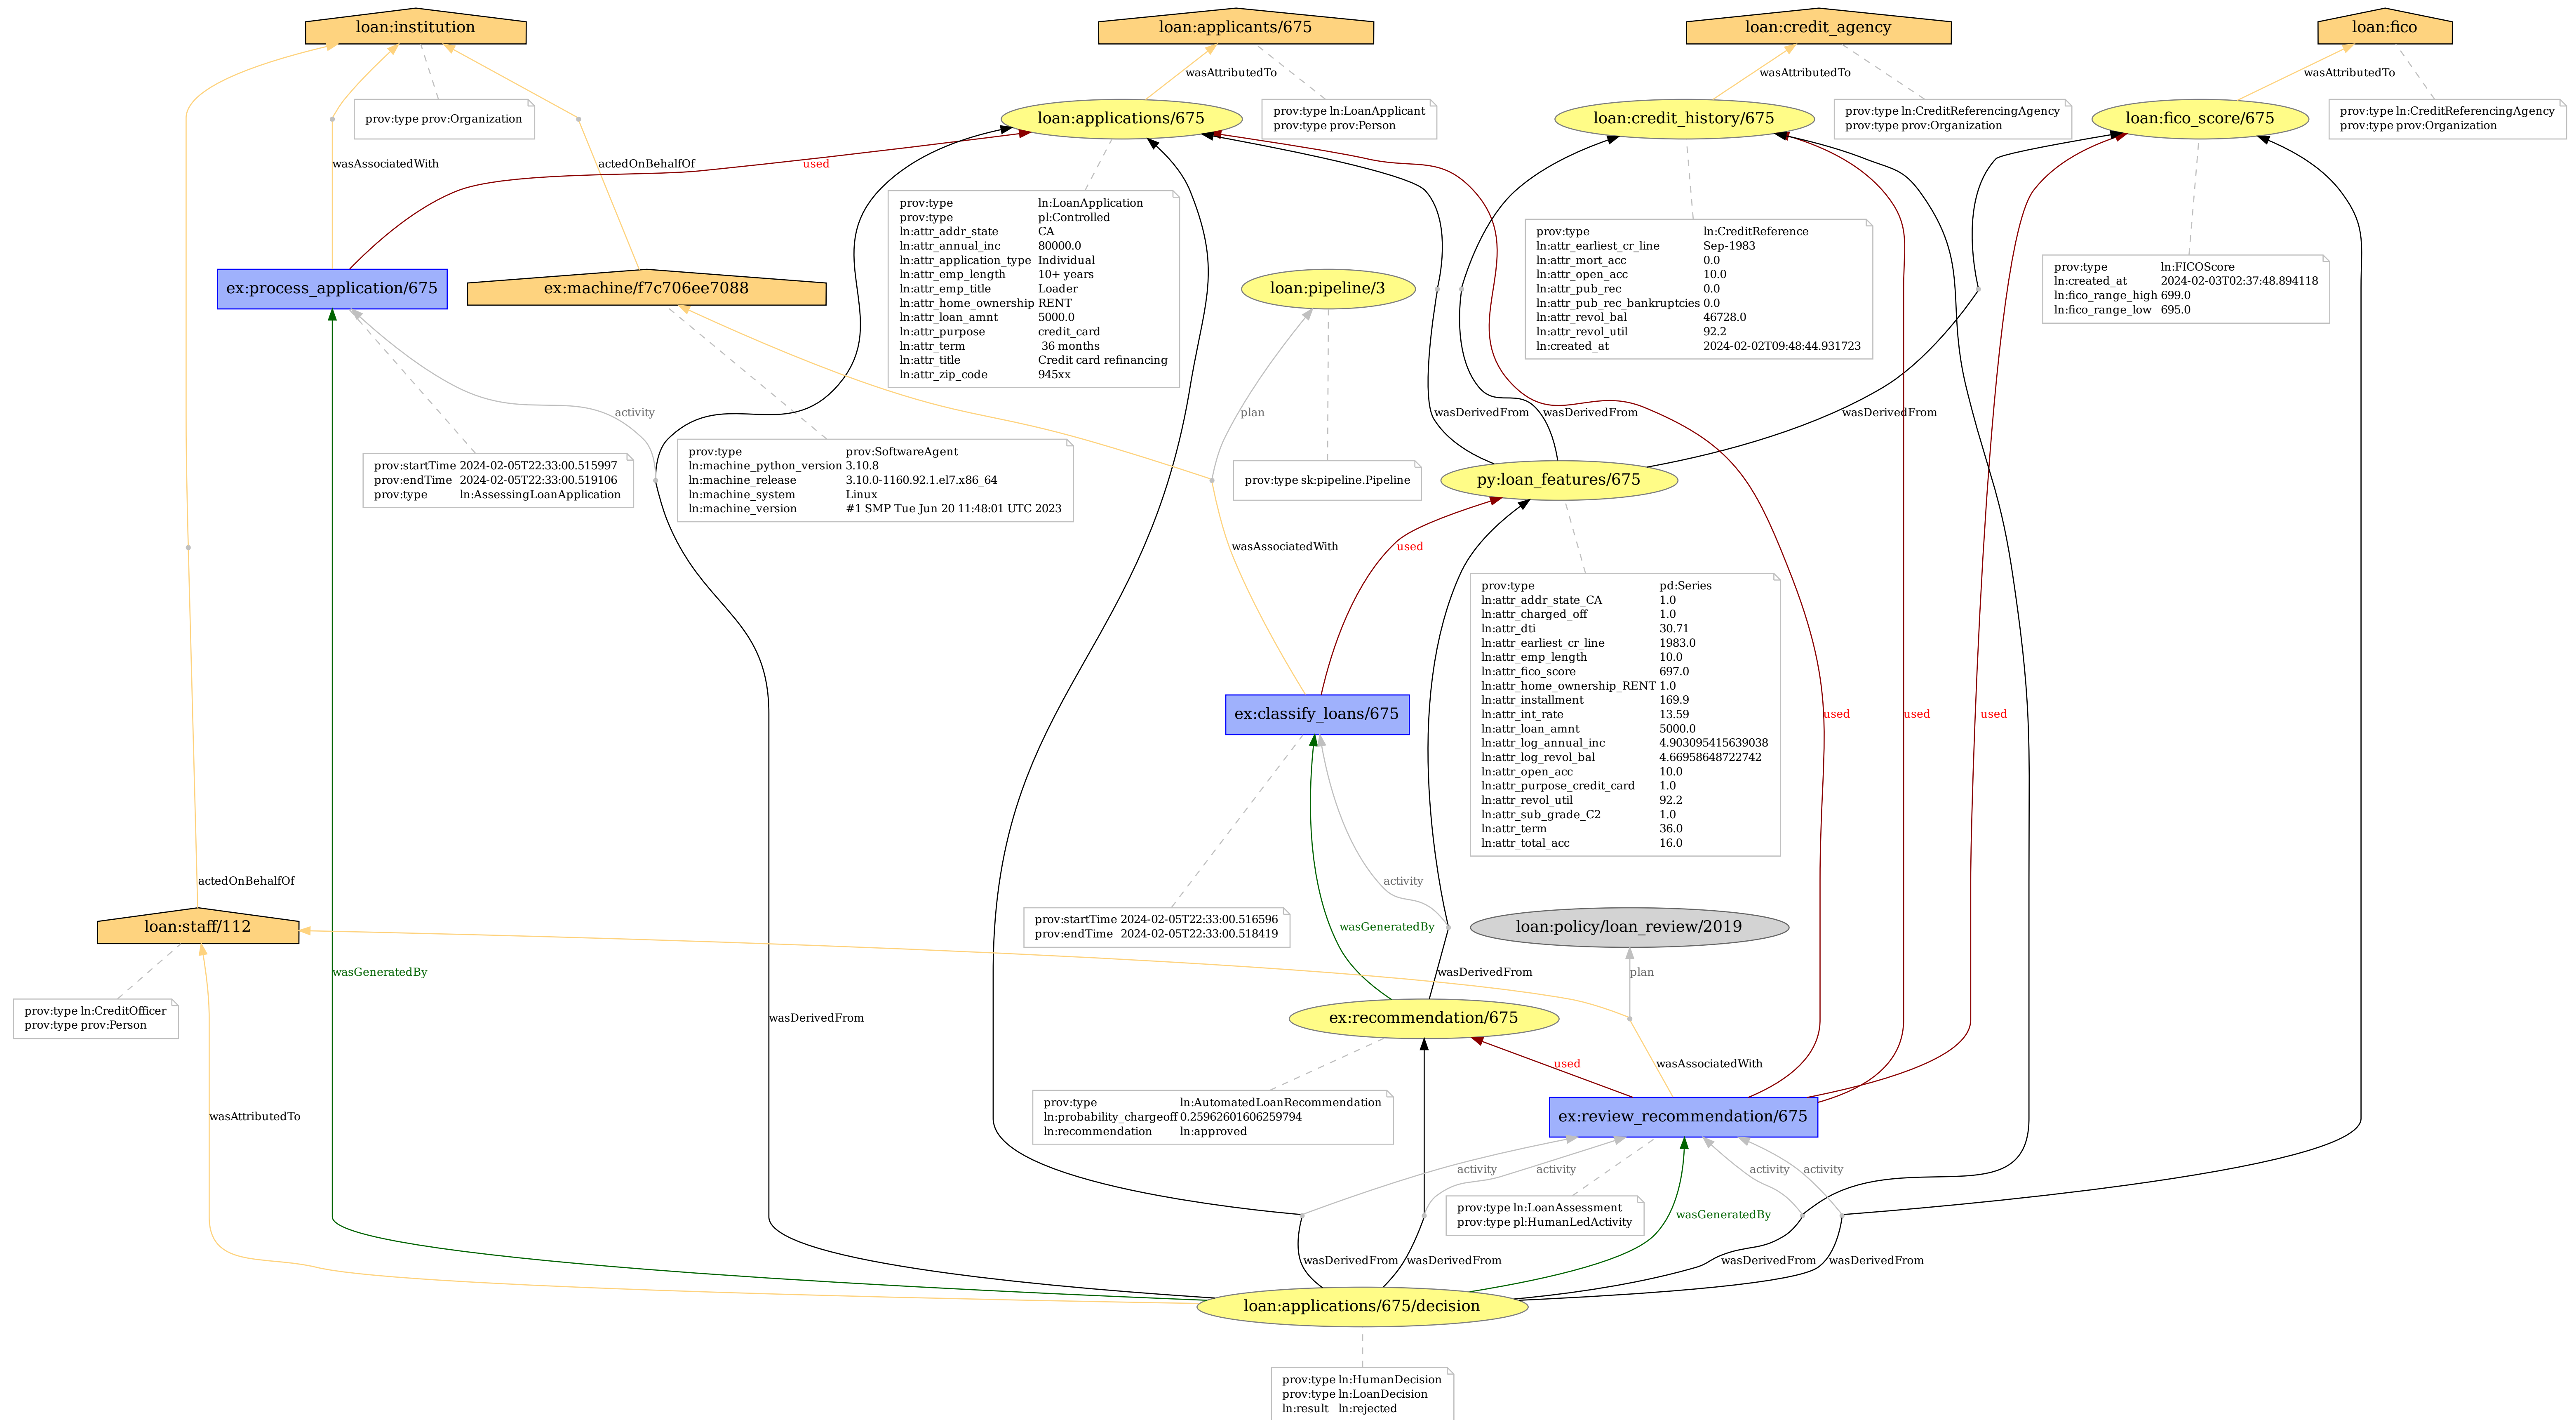 loan:institution
loan:applicants/675
loan:credit_agency
loan:fico
wasAttributedTo
wasAttributedTo
wasAttributedTo
prov:type prov:Organization
loan:applications/675
prov:type ln:LoanApplicant
prov:type prov:Person
loan:credit_history/675
prov:type ln:CreditReferencingAgency
prov:type prov:Organization
loan:fico_score/675
prov:type ln:CreditReferencingAgency
prov:type prov:Organization
wasAssociatedWith
actedOnBehalfOf
used
prov:type ln:LoanApplication
prov:type pl:Controlled
ln:attr_addr_state CA
ln:attr_annual_inc 80000.0
ln:attr_application_type Individual
ln:attr_emp_length 10+ years
ln:attr_emp_title Loader
ln:attr_home_ownership RENT
ln:attr_loan_amnt 5000.0
ln:attr_purpose credit_card
ln:attr_term 36 months
ln:attr_title Credit card refinancing
ln:attr_zip_code 945xx
prov:type ln:CreditReference
ln:attr_earliest_cr_line Sep-1983
ln:attr_mort_acc 0.0
ln:attr_open_acc 10.0
ln:attr_pub_rec 0.0
ln:attr_pub_rec_bankruptcies 0.0
ln:attr_revol_bal 46728.0
ln:attr_revol_util 92.2
ln:created_at 2024-02-02T09:48:44.931723
prov:type ln:FICOScore
ln:created_at 2024-02-03T02:37:48.894118
ln:fico_range_high 699.0
ln:fico_range_low 695.0
ex:process_application/675
ex:machine/f7c706ee7088
loan:pipeline/3
activity
plan
wasDerivedFrom
wasDerivedFrom
wasDerivedFrom
prov:startTime 2024-02-05T22:33:00.515997
prov:endTime 2024-02-05T22:33:00.519106
prov:type ln:AssessingLoanApplication
prov:type prov:SoftwareAgent
ln:machine_python_version 3.10.8
ln:machine_release 3.10.0-1160.92.1.el7.x86_64
ln:machine_system Linux
ln:machine_version #1 SMP Tue Jun 20 11:48:01 UTC 2023
prov:type sk:pipeline.Pipeline
py:loan_features/675
wasAssociatedWith
used
prov:type pd:Series
ln:attr_addr_state_CA 1.0
ln:attr_charged_off 1.0
ln:attr_dti 30.71
ln:attr_earliest_cr_line 1983.0
ln:attr_emp_length 10.0
ln:attr_fico_score 697.0
ln:attr_home_ownership_RENT 1.0
ln:attr_installment 169.9
ln:attr_int_rate 13.59
ln:attr_loan_amnt 5000.0
ln:attr_log_annual_inc 4.903095415639038
ln:attr_log_revol_bal 4.66958648722742
ln:attr_open_acc 10.0
ln:attr_purpose_credit_card 1.0
ln:attr_revol_util 92.2
ln:attr_sub_grade_C2 1.0
ln:attr_term 36.0
ln:attr_total_acc 16.0
ex:classify_loans/675
used
used
used
actedOnBehalfOf
activity
loan:staff/112
prov:startTime 2024-02-05T22:33:00.516596
prov:endTime 2024-02-05T22:33:00.518419
wasGeneratedBy
loan:policy/loan_review/2019
wasGeneratedBy
wasDerivedFrom
plan
prov:type ln:CreditOfficer
prov:type prov:Person
wasDerivedFrom
ex:recommendation/675
used
wasAssociatedWith
prov:type ln:AutomatedLoanRecommendation
ln:probability_chargeoff 0.25962601606259794
ln:recommendation ln:approved
wasAttributedTo
ex:review_recommendation/675
activity
activity
activity
activity
prov:type ln:LoanAssessment
prov:type pl:HumanLedActivity
wasGeneratedBy
wasDerivedFrom
wasDerivedFrom
wasDerivedFrom
wasDerivedFrom
loan:applications/675/decision
prov:type ln:HumanDecision
prov:type ln:LoanDecision
ln:result ln:rejected